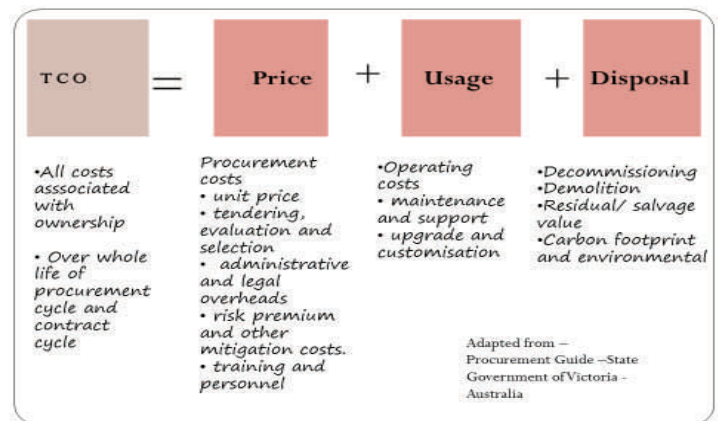 TCO = Price + Usage + Disposal
•All costs
asssociated
with
ownership
• Over whole
life of
procurement
cycle and
contract
cycle
Procurement
costs
• unit price
• tendering,
evaluation and
selection
• administrative
and legal
overheads
• risk premium
and other
mitigation costs.
• training and
personnel
•Operating
costs
• maintenance
and support
• upgrade and
customisation
•Decommissioning
•Demolition
•Residual/ salvage
value
•Carbon footprint
and environmental
Adapted from –
Procurement Guide –State
Government of Victoria -
Australia